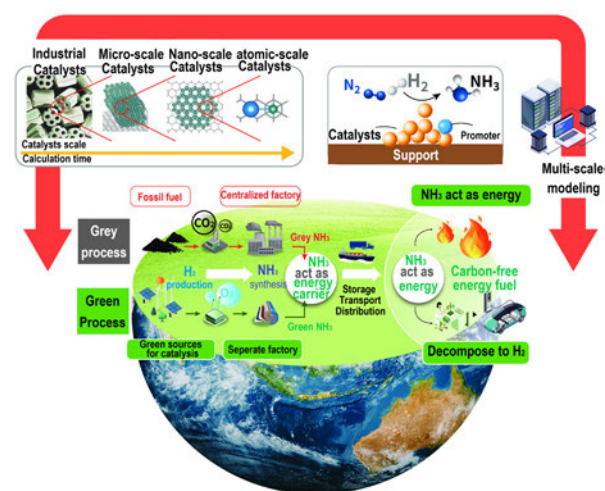 Industrial
Catalysts
Micro-scale
Catalysts
Nano-scale
Catalysts
atomic-scale
Catalysts
Catalysts scale
Calculation time
N₂
H₂
NH₃
Catalysts
Promoter
Support
Multi-scale
modeling
Fossil fuel
Centralized factory
NH₃ act as energy
Grey
process
CO₂
CO₂
Grey NH₃
H₂
production
NH₃
synthesis
NH₃
act as
energy
carrier
Storage
Transport
Distribution
NH₃
act as
energy
Carbon-free
energy fuel
Green
Process
O₂
Green NH₃
Green sources
for catalysis
Seperate factory
Decompose to H₂